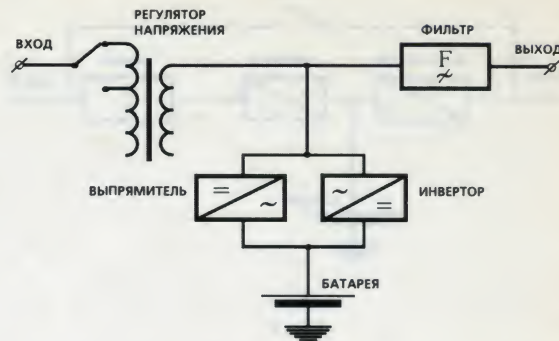 РЕГУЛЯТОР
НАПРЯЖЕНИЯ
ВХОД
ФИЛЬТР
ВЫХОД
F
~
ВЫПРЯМИТЕЛЬ
=
~
~
=
ИНВЕРТОР
БАТАРЕЯ